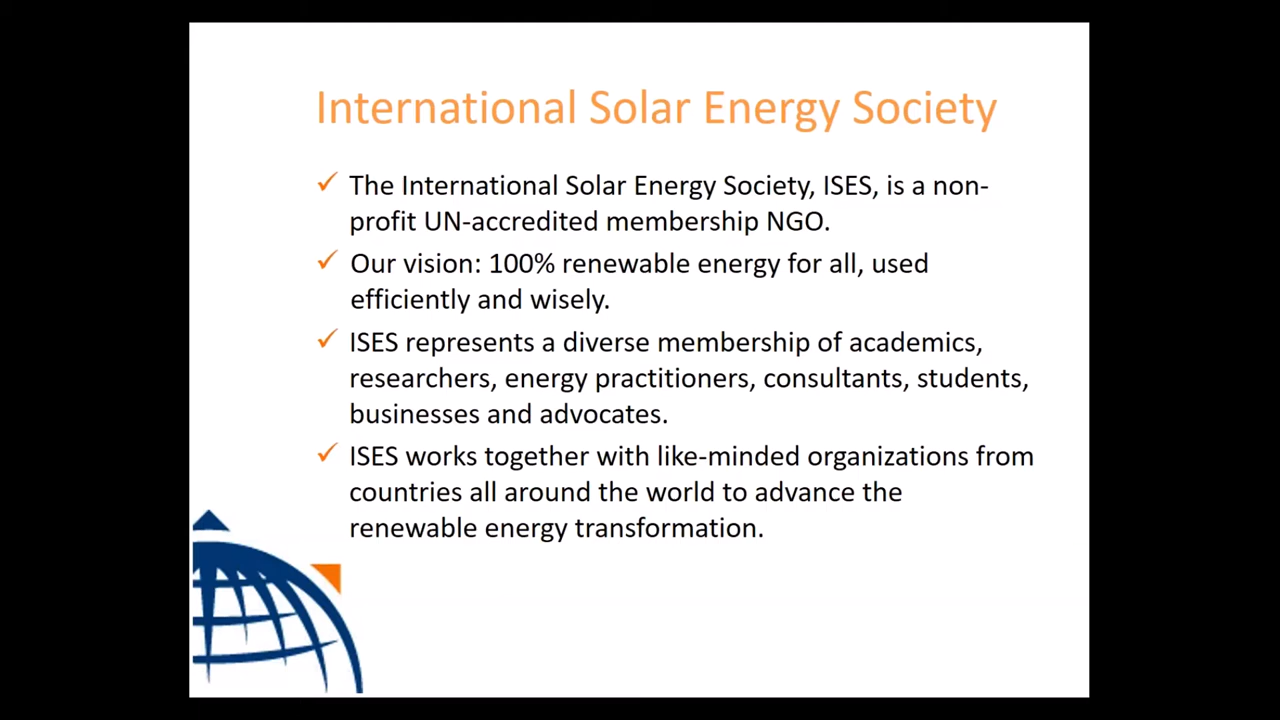 International Solar Energy Society
✓ The International Solar Energy Society, ISES, is a non-
profit UN-accredited membership NGO.
✓ Our vision: 100% renewable energy for all, used
efficiently and wisely.
✓ ISES represents a diverse membership of academics,
researchers, energy practitioners, consultants, students,
businesses and advocates.
✓ ISES works together with like-minded organizations from
countries all around the world to advance the
renewable energy transformation.